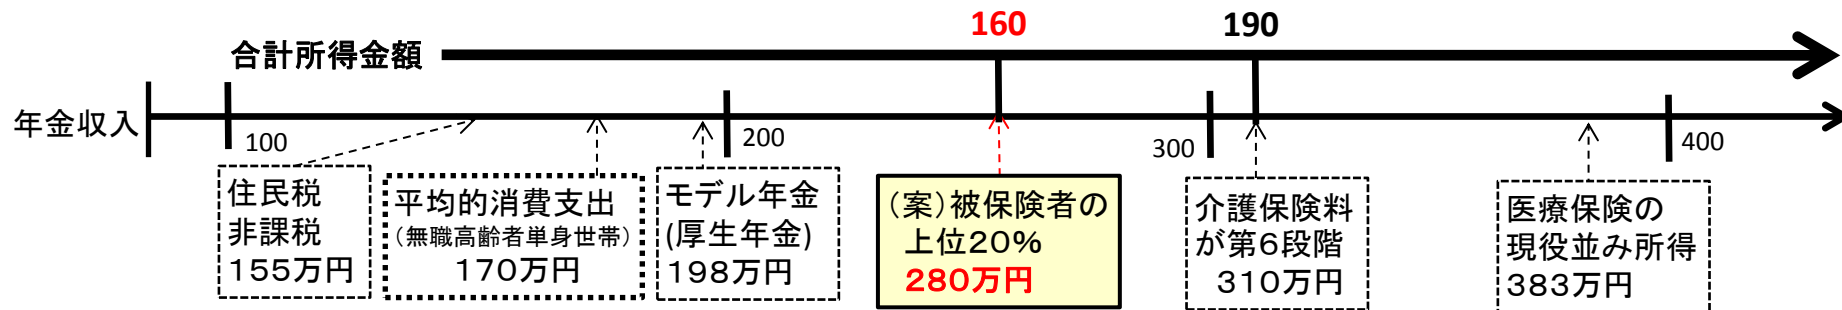 160
190
合計所得金額
年金収入
100
200
300
400
住民税
非課税
155万円
平均的消費支出
（無職高齢者単身世帯）
170万円
モデル年金
(厚生年金)
198万円
（案）被保険者の
上位20％
280万円
介護保険料
が第6段階
310万円
医療保険の
現役並み所得
383万円